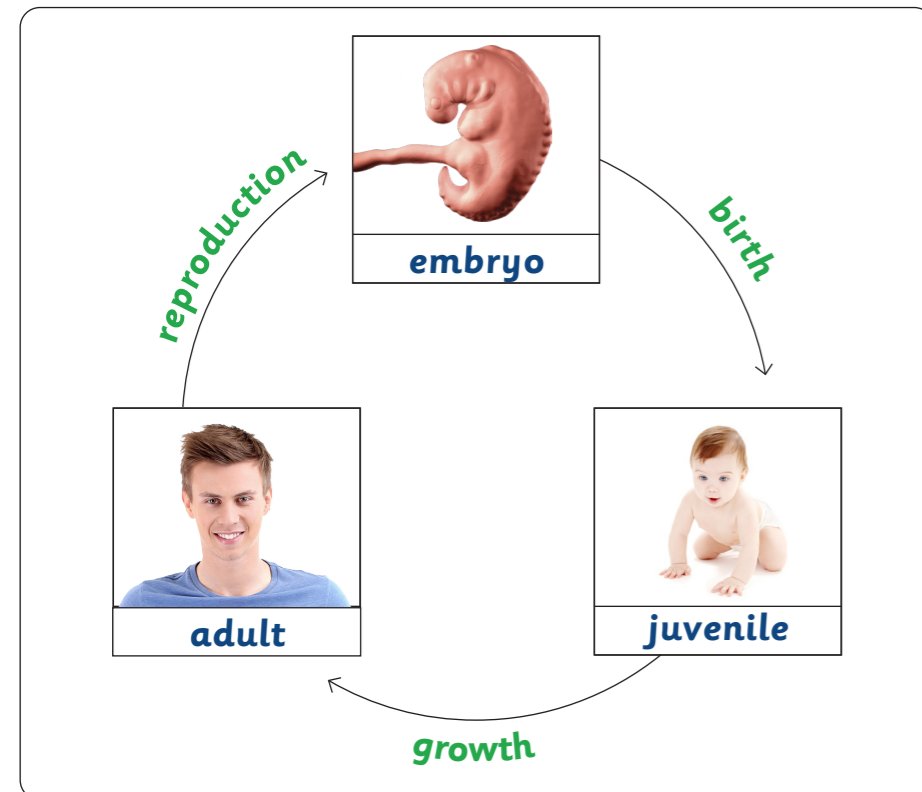 reproduction
embryo
birth
adult
juvenile
growth